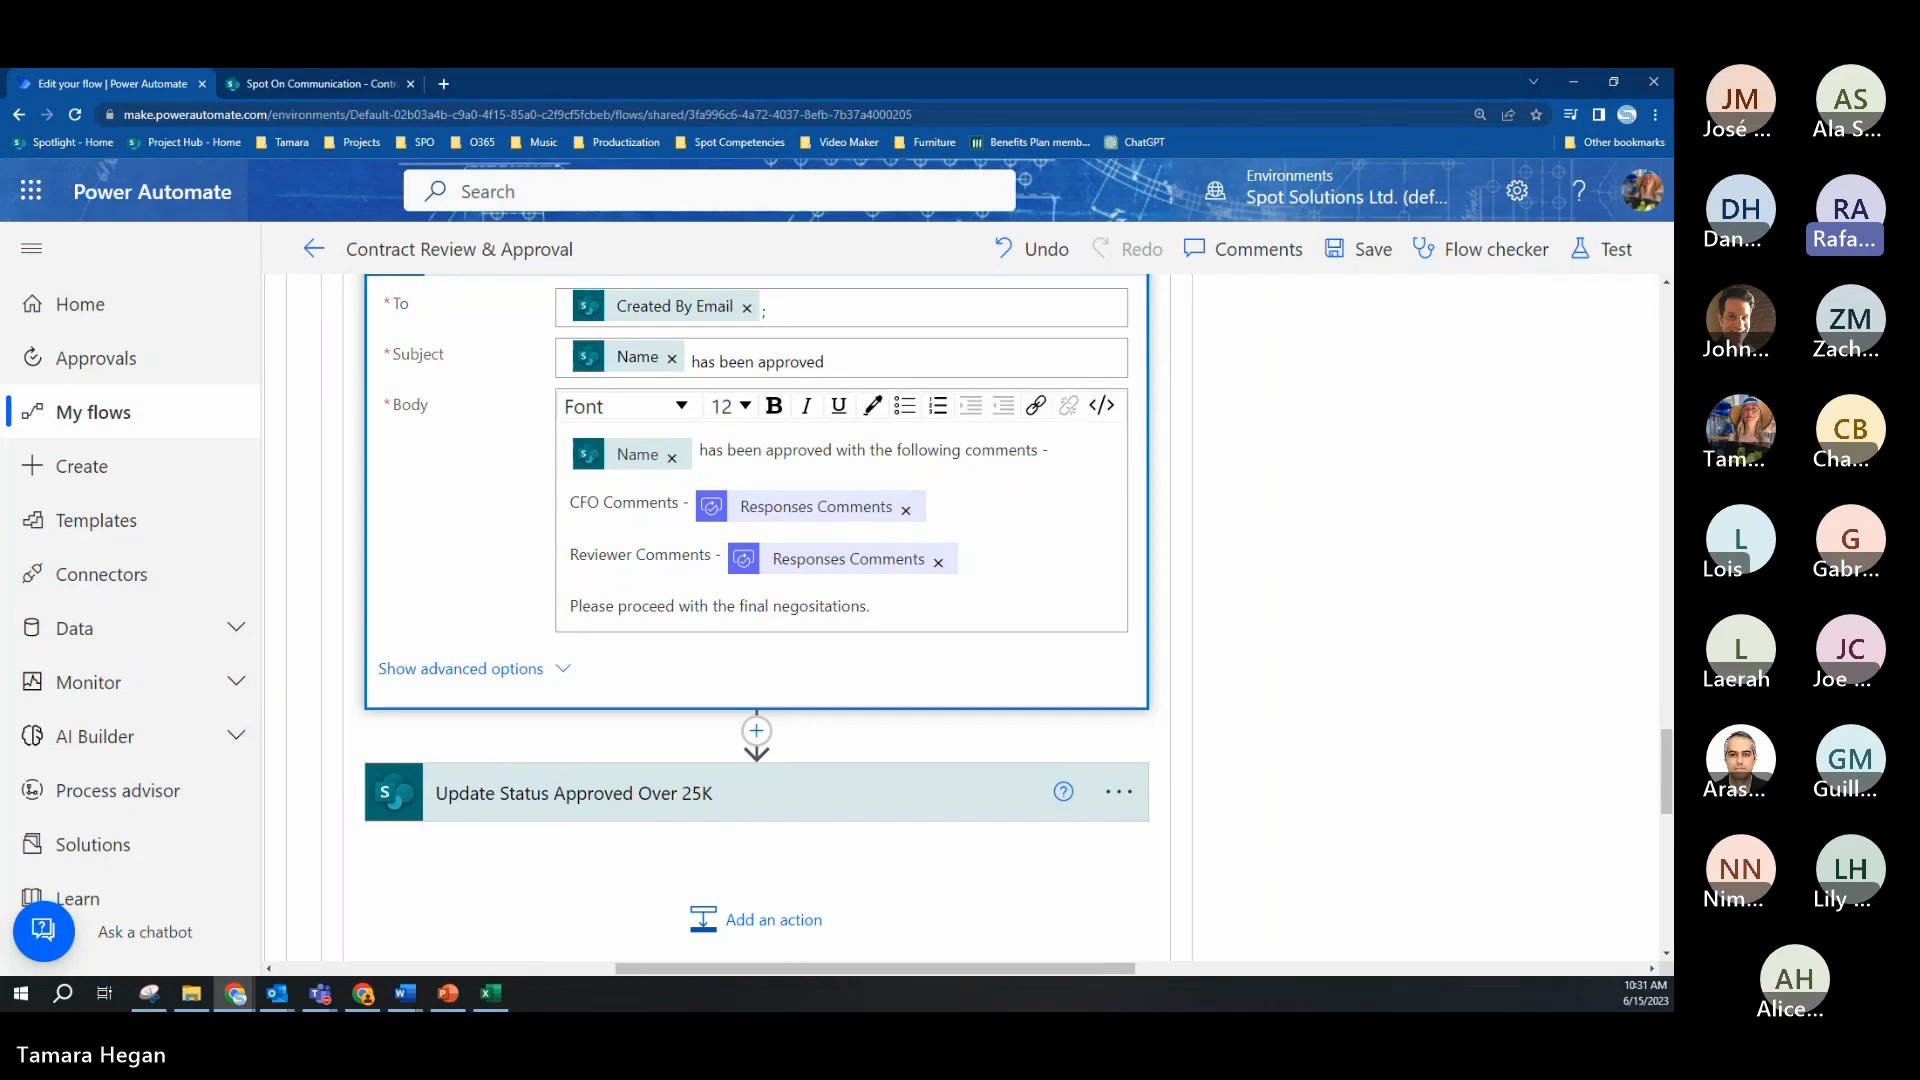 Edit your flow | Power Automate
Spot On Communication - Contr
make.powerautomate.com/environments/Default-02b03a4b-c9a0-4f15-85a0-c2f9cf5fcbeb/flows/shared/3fa996c6-4a72-4037-8efb-7b37a4000205
Spotlight - Home
Project Hub - Home
Tamara
Projects
SPO
O365
Music
Productization
Spot Competencies
Video Maker
Furniture
Benefits Plan memb...
ChatGPT
Other bookmarks
Power Automate
Search
Environments
Spot Solutions Ltd. (def...
Contract Review & Approval
Undo
Redo
Comments
Save
Flow checker
Test
Home
Approvals
My flows
Create
Templates
Connectors
Data
Monitor
AI Builder
Process advisor
Solutions
Learn
Ask a chatbot
* To
Created By Email ;
* Subject
Name has been approved
* Body
Font 12 B I U </>
Name has been approved with the following comments -
CFO Comments - Responses Comments
Reviewer Comments - Responses Comments
Please proceed with the final negositations.
Show advanced options
S Update Status Approved Over 25K
Add an action
10:31 AM
6/15/2023
JM
José ...
AS
Ala S...
DH
Dan...
RA
Rafa...
John...
ZM
Zach...
Tam...
CB
Cha...
L
Lois
G
Gabr...
L
Laerah
JC
Joe ...
Aras...
GM
Guill...
NN
Nim...
LH
Lily ...
AH
Alice...
Tamara Hegan